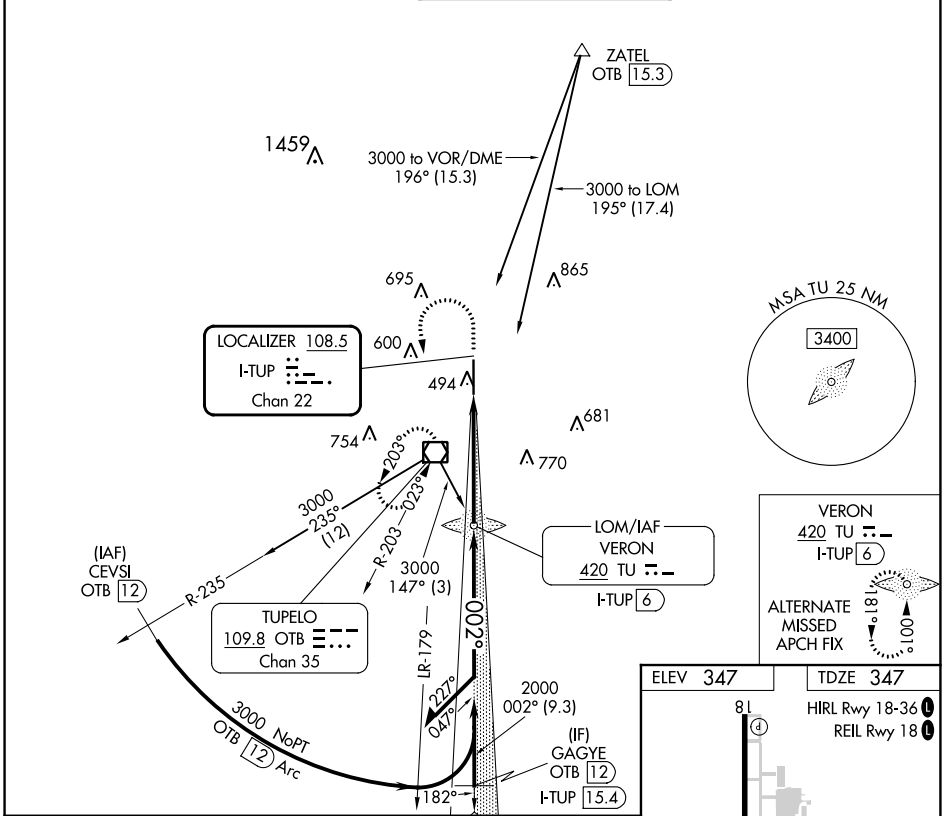 ZATEL
OTB 15.3
1459
3000 to VOR/DME
196° (15.3)
3000 to LOM
195° (17.4)
695
865
MSA TU 25 NM
3400
LOCALIZER 108.5
I-TUP
Chan 22
600
494
754
681
770
203°
023°
3000
235°
(12)
R-203
3000
147° (3)
LOM/IAF
VERON
420 TU
I-TUP 6
VERON
420 TU
I-TUP 6
ALTERNATE
MISSED
APCH FIX
181°
001°
(IAF)
CEVSI
OTB 12
R-235
TUPELO
109.8 OTB
Chan 35
LR-179
002°
227°
047°
2000
002° (9.3)
3000 NoPT
OTB 12 Arc
(IF)
GAGYE
OTB 12
I-TUP 15.4
182°
ELEV 347
TDZE 347
18
P
HIRL Rwy 18-36 L
REIL Rwy 18 L